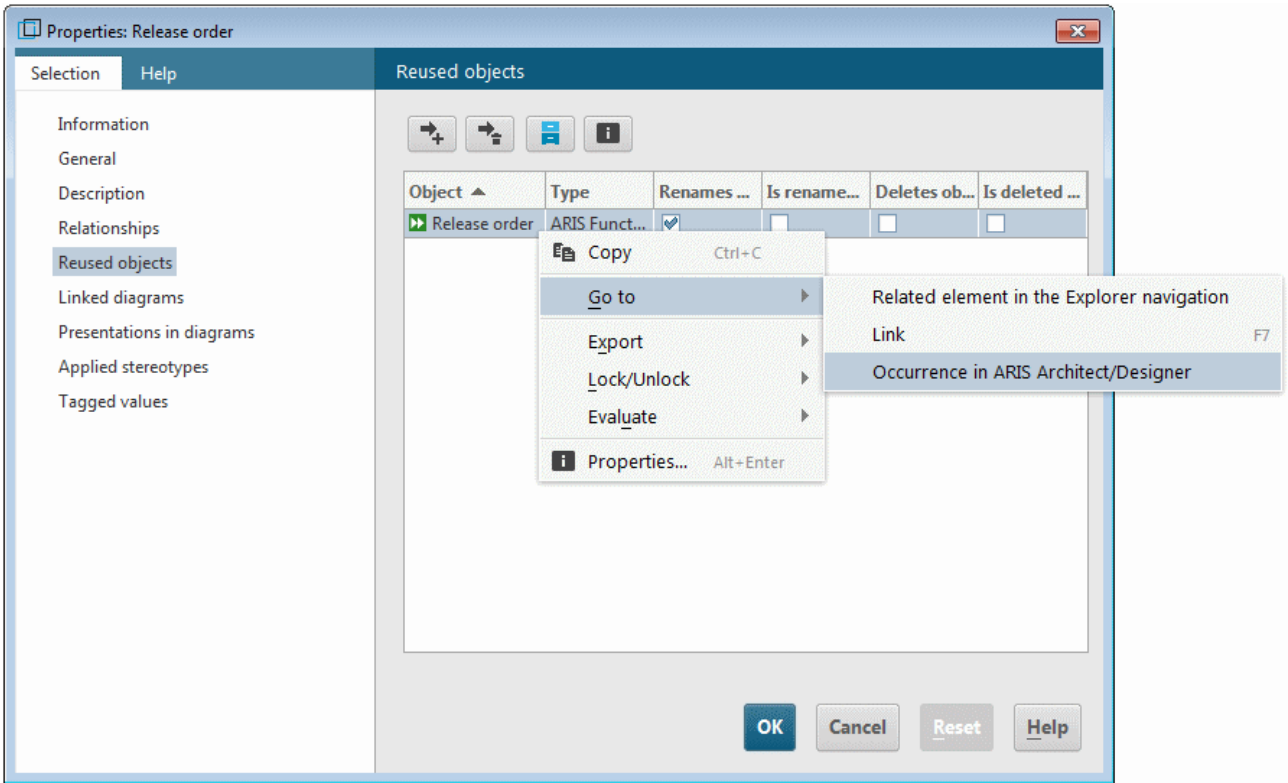 Properties: Release order
Selection Help
Reused objects
Information
General
Description
Relationships
Reused objects
Linked diagrams
Presentations in diagrams
Applied stereotypes
Tagged values
Object Type Renames ... Is rename... Deletes ob... Is deleted ...
Release order ARIS Funct...
Copy Ctrl+C
Go to
Export
Lock/Unlock
Evaluate
Properties... Alt+Enter
Related element in the Explorer navigation
Link F7
Occurrence in ARIS Architect/Designer
OK Cancel Reset Help